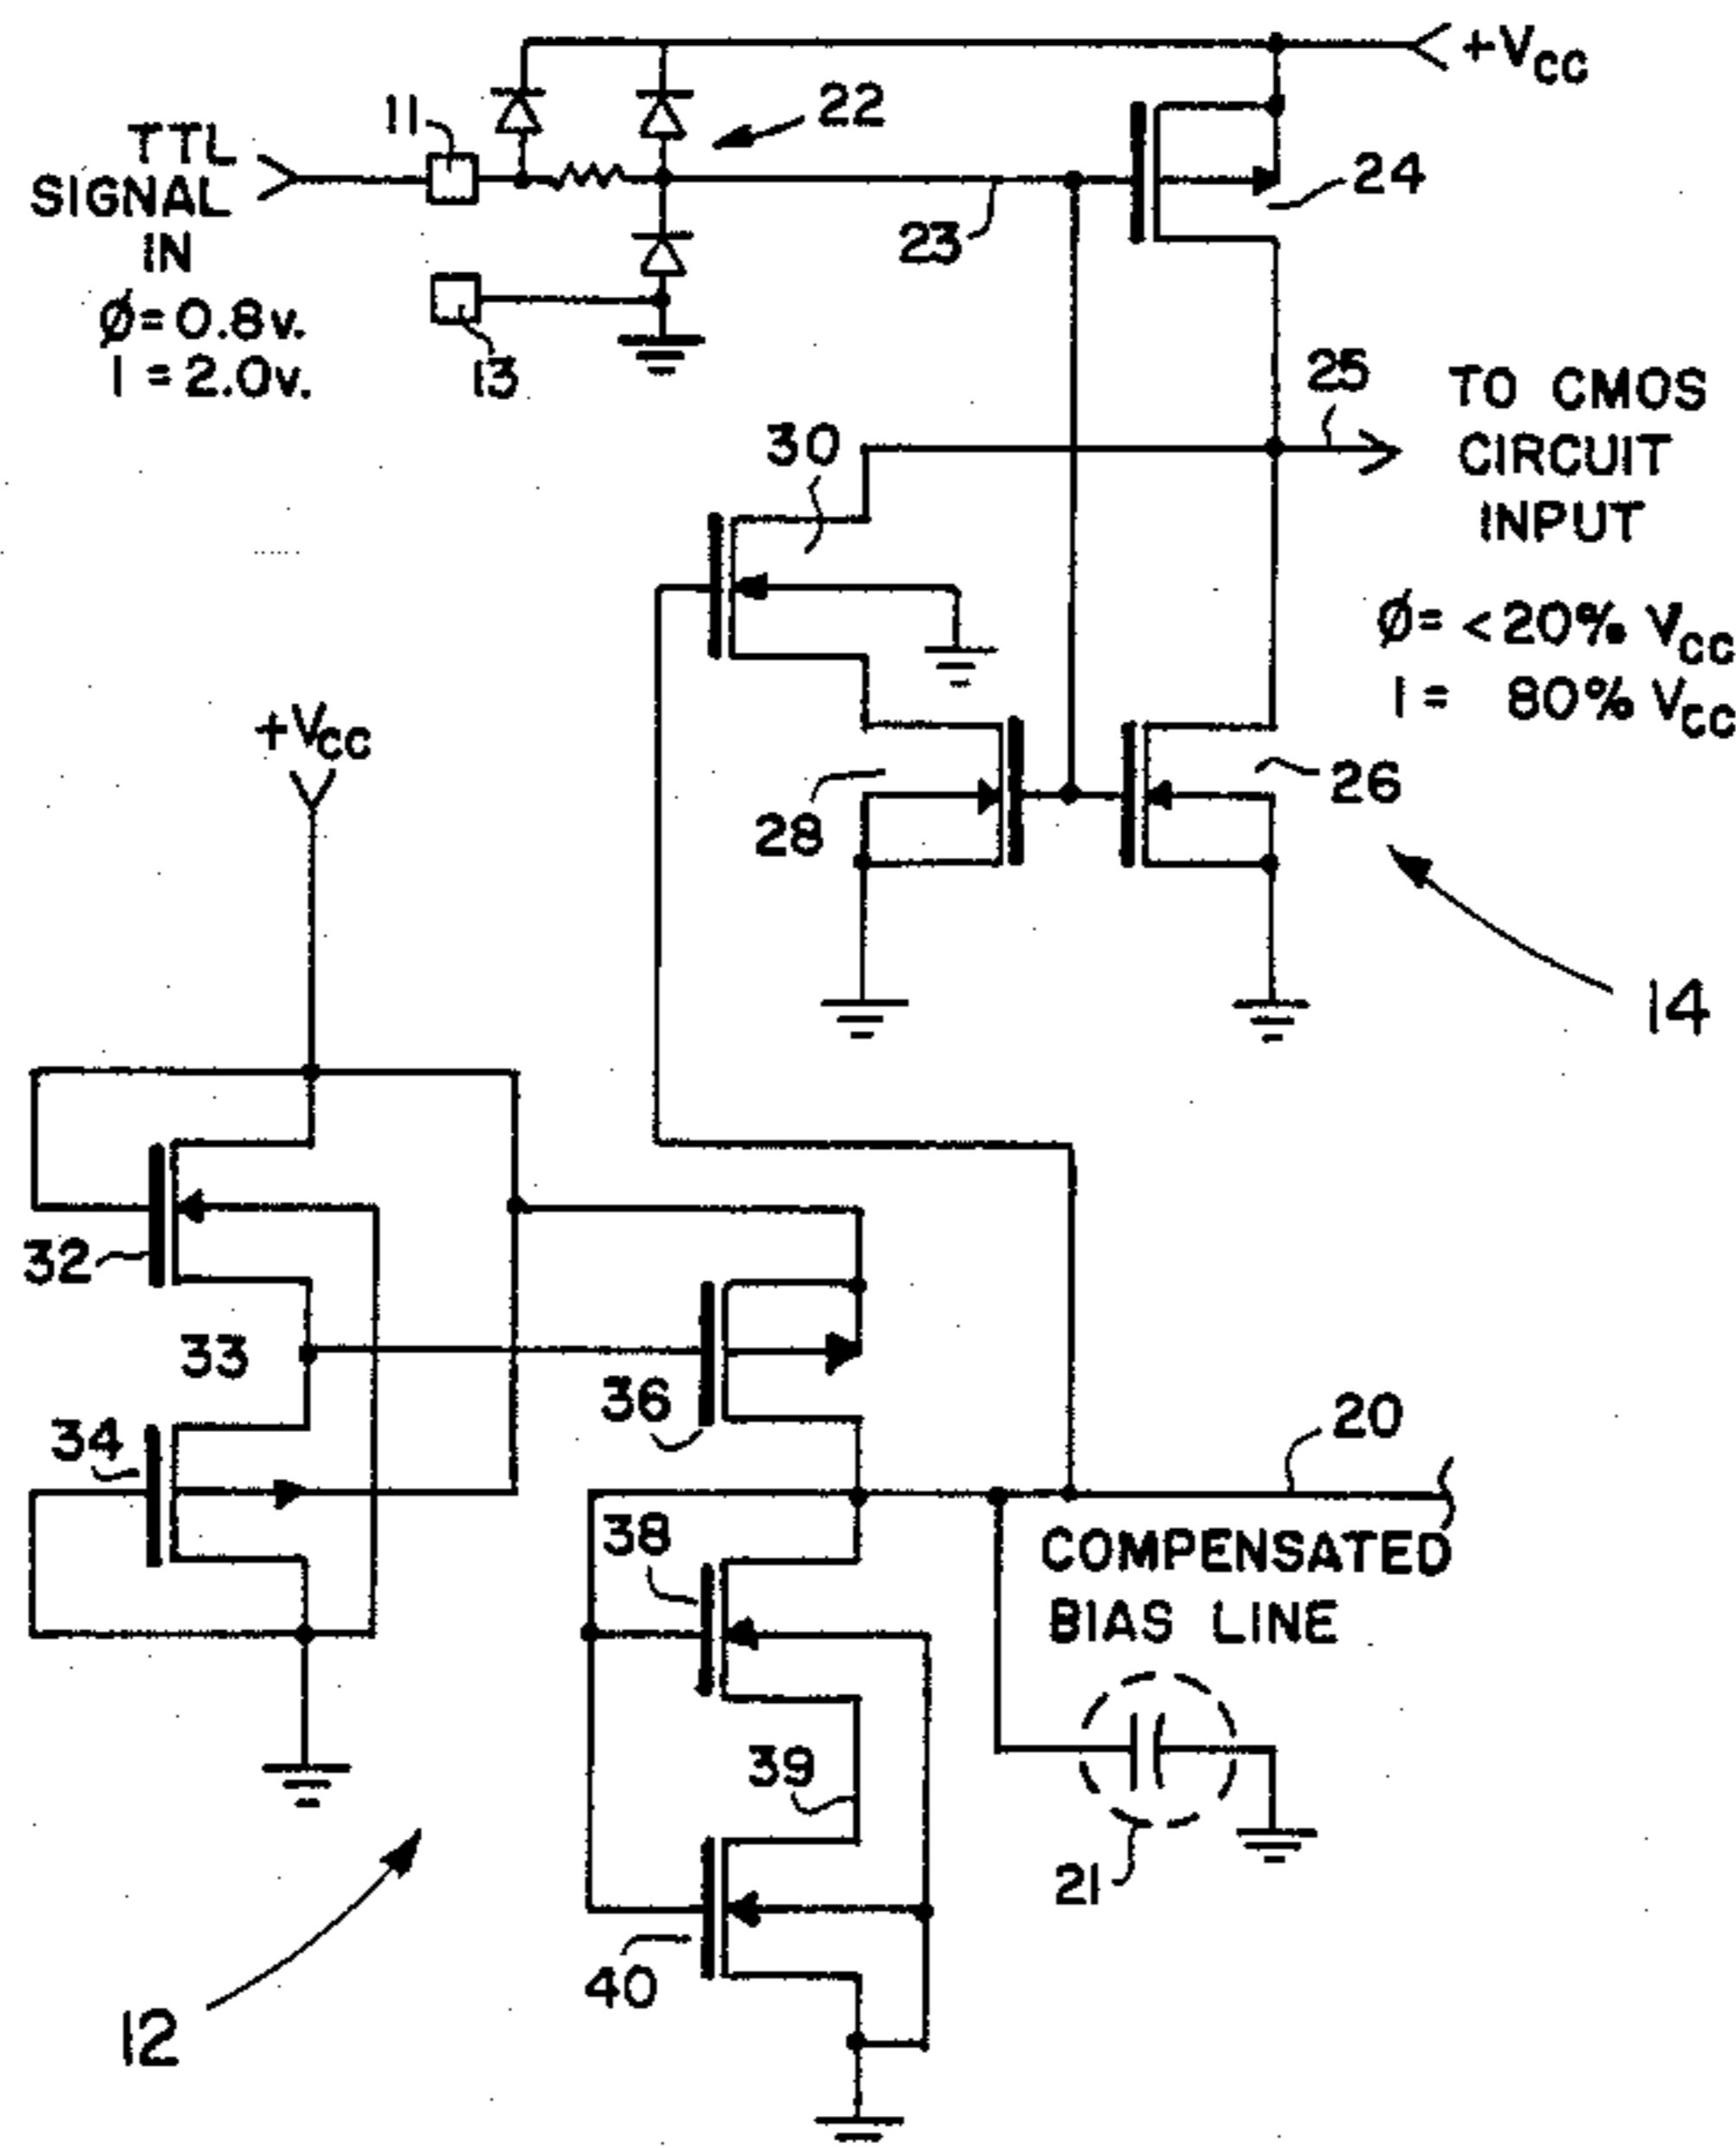 +VCC
22
11
TTL
SIGNAL
IN
Ø=0.8v.
1=2.0v.
24
23
13
25
TO CMOS
CIRCUIT
INPUT
30
Ø= <20% VCC
1= 80% VCC
+VCC
26
28
14
32
33
36
34
20
38
COMPENSATED
BIAS LINE
39
21
40
12